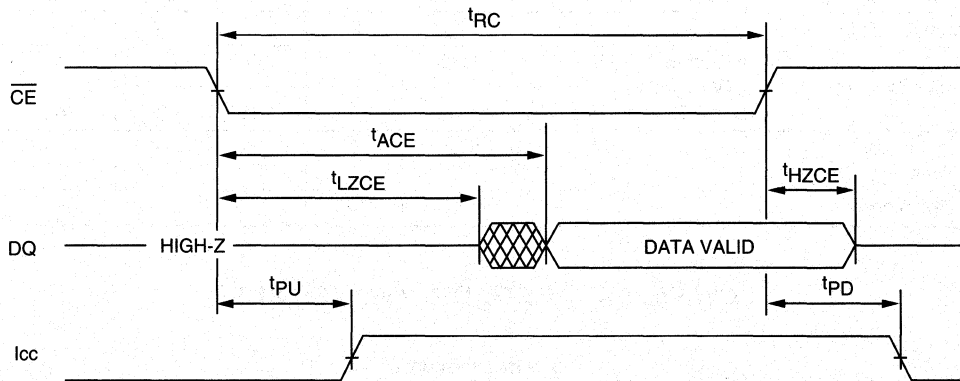 tRC
CE
tACE
tLZCE
tHZCE
DQ
HIGH-Z
DATA VALID
tPU
tPD
Icc